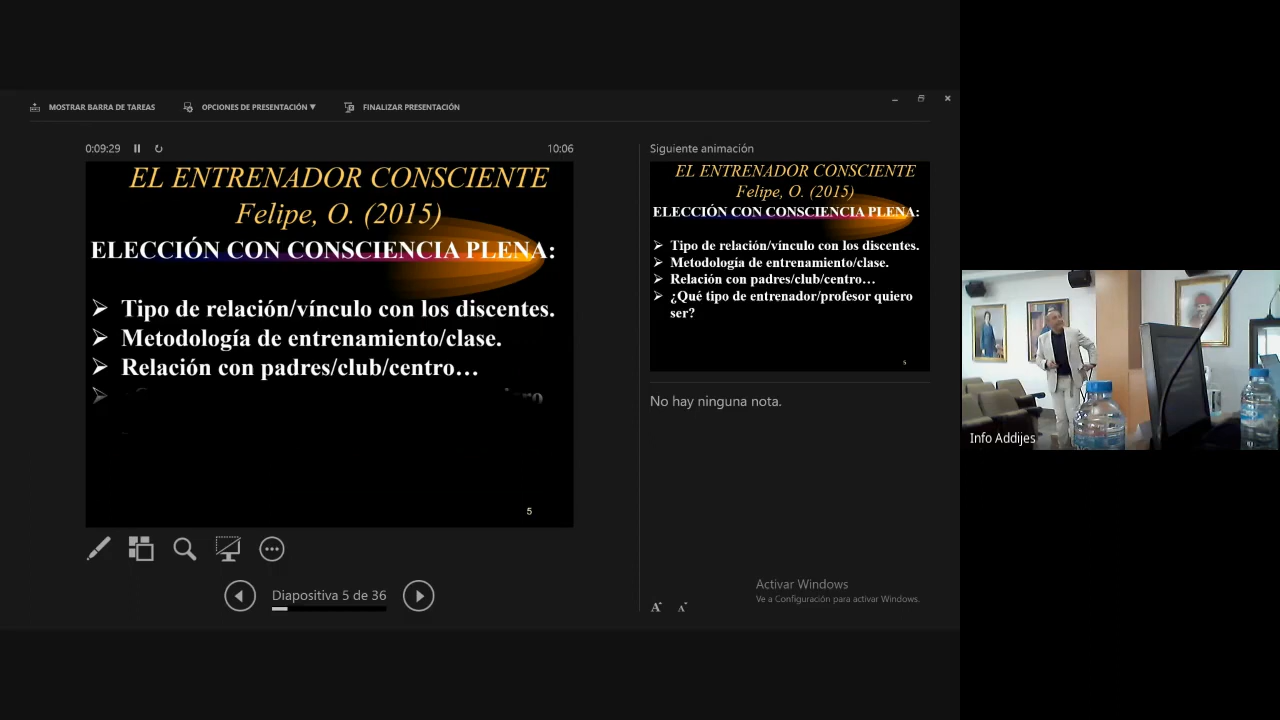 MOSTRAR BARRA DE TAREAS
OPCIONES DE PRESENTACIÓN ▼
FINALIZAR PRESENTACIÓN
0:09:29
10:06
EL ENTRENADOR CONSCIENTE
Felipe, O. (2015)
ELECCIÓN CON CONSCIENCIA PLENA:
Tipo de relación/vínculo con los discentes.
Metodología de entrenamiento/clase.
Relación con padres/club/centro…
5
Diapositiva 5 de 36
Siguiente animación
EL ENTRENADOR CONSCIENTE
Felipe, O. (2015)
ELECCIÓN CON CONSCIENCIA PLENA:
Tipo de relación/vínculo con los discentes.
Metodología de entrenamiento/clase.
Relación con padres/club/centro…
¿Qué tipo de entrenador/profesor quiero
ser?
5
No hay ninguna nota.
Activar Windows
Ve a Configuración para activar Windows.
A A
Info Addijes